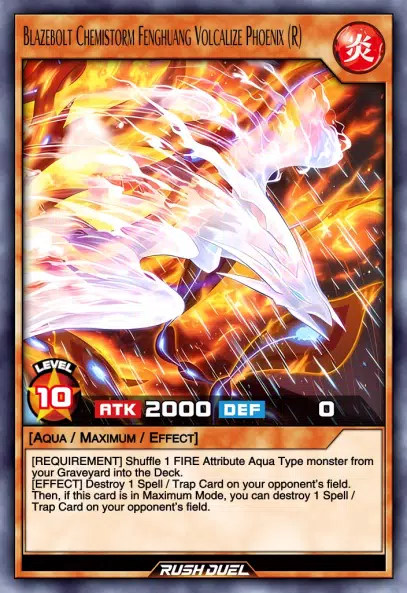 Blazebolt Chemistorm Fenghuang Volcalize Phoenix (R)
炎
LEVEL
10
ATK 2000 DEF 0
[Aqua / Maximum / Effect]
[REQUIREMENT] Shuffle 1 FIRE Attribute Aqua Type monster from
your Graveyard into the Deck.
[EFFECT] Destroy 1 Spell / Trap Card on your opponent's field.
Then, if this card is in Maximum Mode, you can destroy 1 Spell /
Trap Card on your opponent's field.
RUSH DUEL